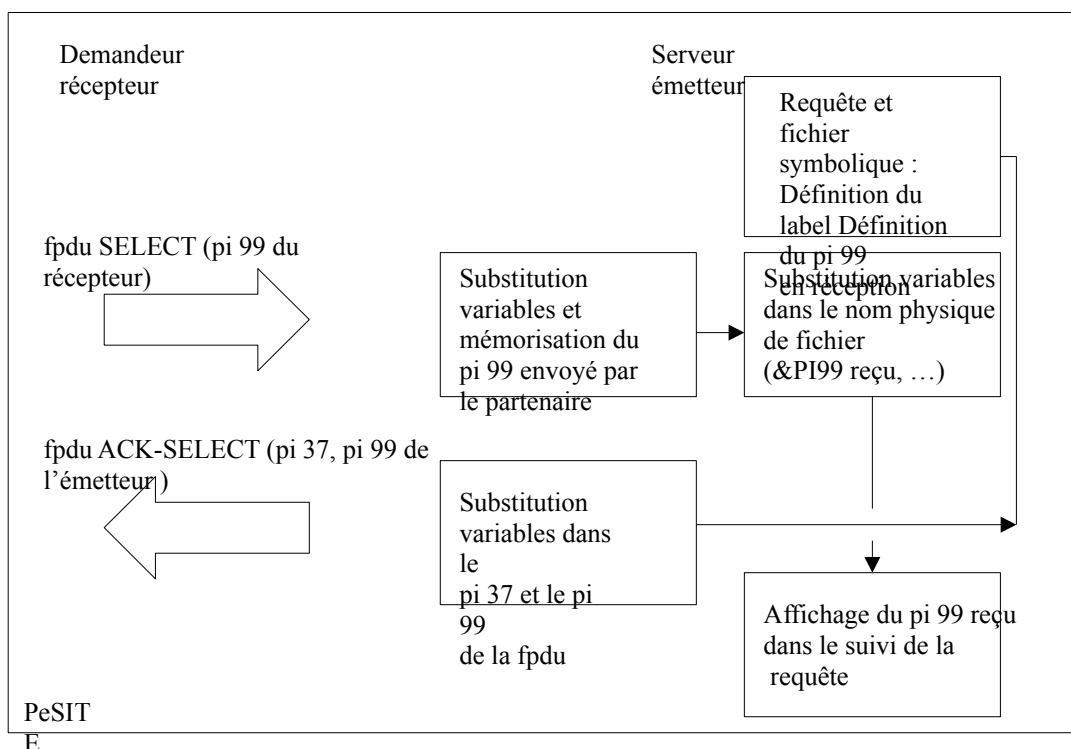 Demandeur
récepteur
Serveur
émetteur
Requête et
fichier
symbolique :
Définition du
label Définition
du pi 99
en réception
fpdu SELECT (pi 99 du
récepteur)
Substitution
variables et
mémorisation du
pi 99 envoyé par
le partenaire
Substitution variables
dans le nom physique
de fichier
(&PI99 reçu, …)
fpdu ACK-SELECT (pi 37, pi 99 de
l’émetteur )
Substitution
variables dans
le
pi 37 et le pi
99
de la fpdu
Affichage du pi 99 reçu
dans le suivi de la
requête
PeSIT
E